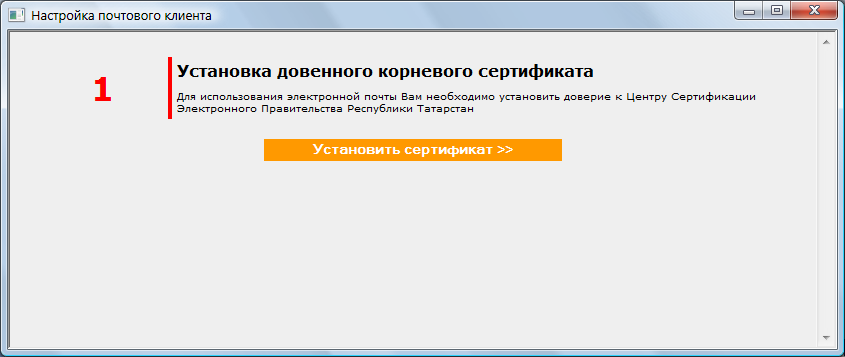 Настройка почтового клиента
1
Установка довенного корневого сертификата
Для использования электронной почты Вам необходимо установить доверие к Центру Сертификации
Электронного Правительства Республики Татарстан
Установить сертификат >>